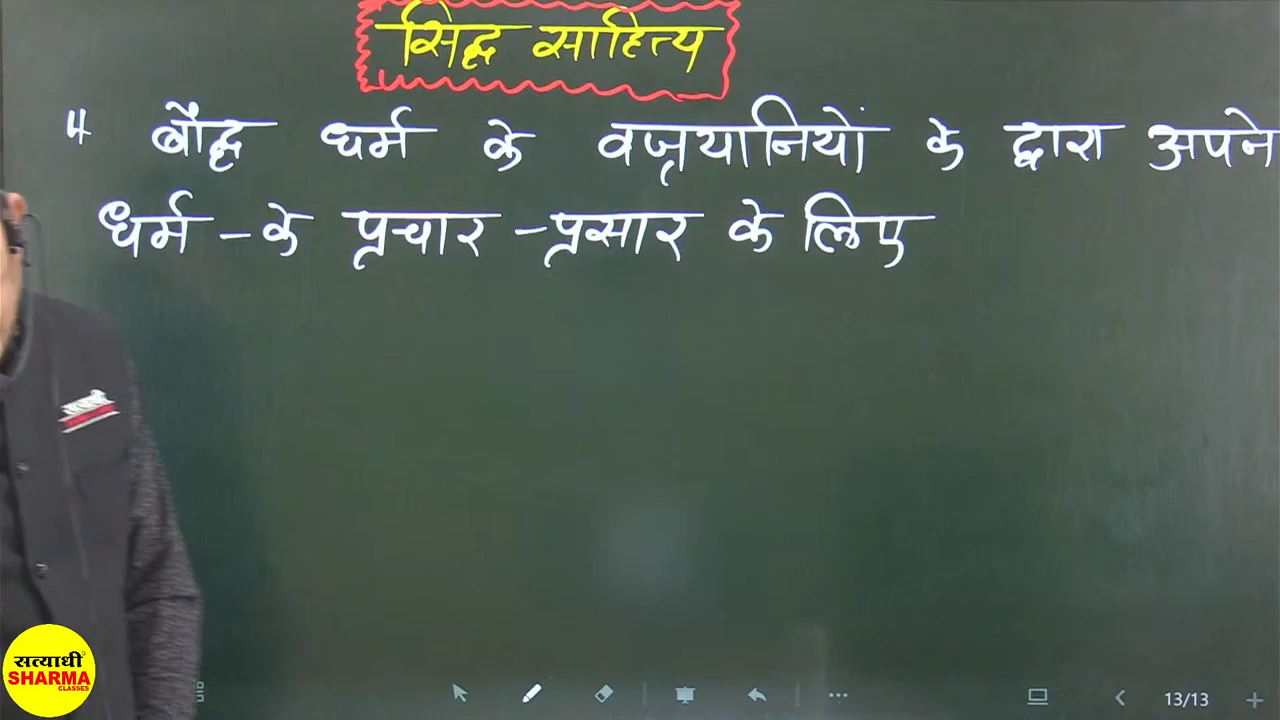 सिद्ध साहित्य
4 बौद्ध धर्म के वज्रयानियों के द्वारा अपने
धर्म - के प्रचार - प्रसार के लिए
सत्याधी
SHARMA
CLASSES
13/13